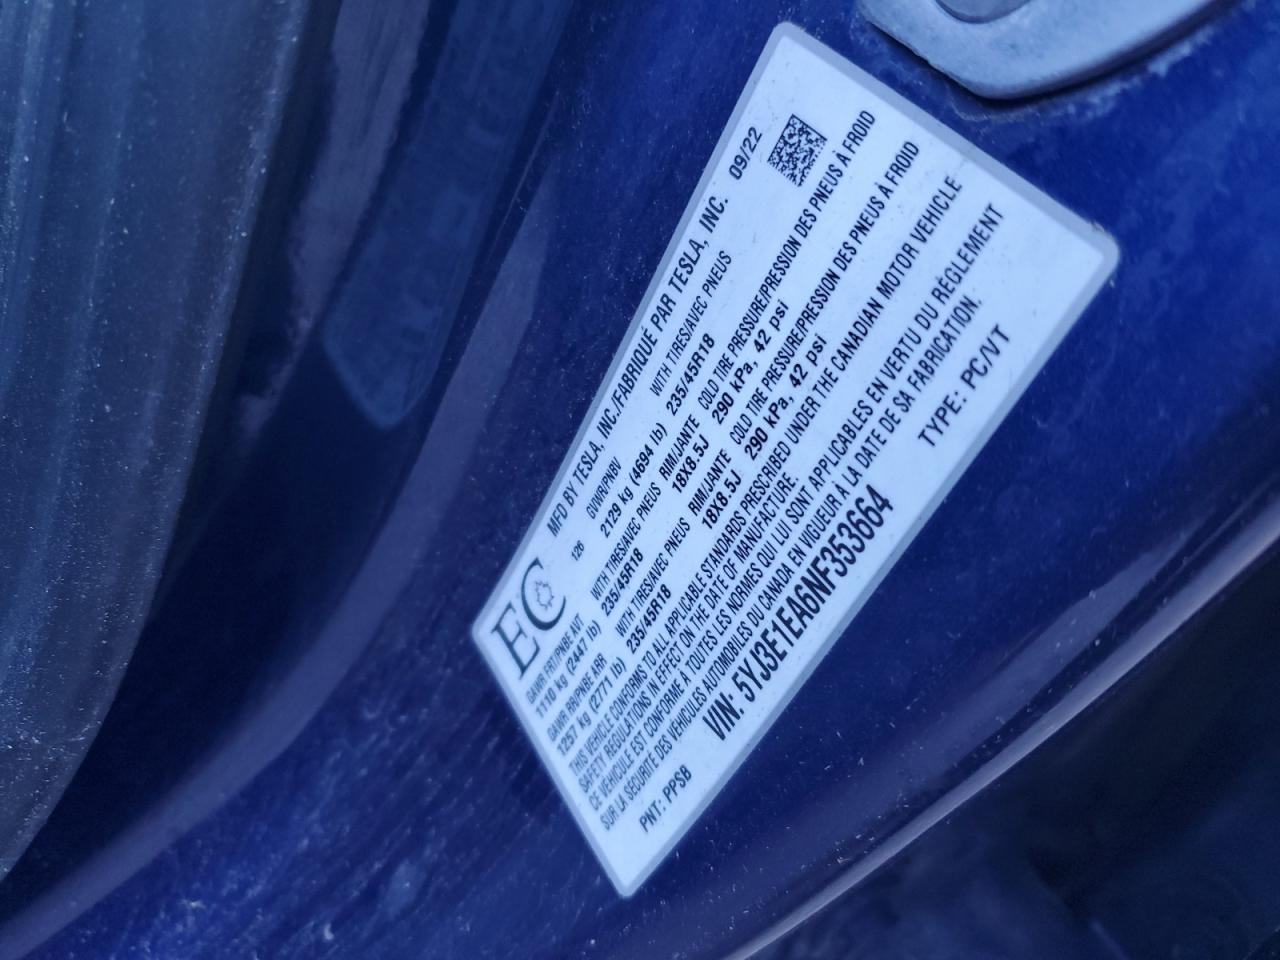 EC
126
MFD BY TESLA, INC./FABRIQUÉ PAR TESLA, INC. 09/22
GVWR/PNBV WITH TIRES/AVEC PNEUS
2129 kg (4694 lb) 235/45R18
GAWR FRT/PNBE AVT WITH TIRES/AVEC PNEUS RIM/JANTE COLD TIRE PRESSURE/PRESSION DES PNEUS À FROID
1110 kg (2447 lb) 235/45R18 18X8.5J 290 kPa, 42 psi
GAWR RR/PNBE ARR WITH TIRES/AVEC PNEUS RIM/JANTE COLD TIRE PRESSURE/PRESSION DES PNEUS À FROID
1257 kg (2771 lb) 235/45R18 18X8.5J 290 kPa, 42 psi
THIS VEHICLE CONFORMS TO ALL APPLICABLE STANDARDS PRESCRIBED UNDER THE CANADIAN MOTOR VEHICLE
SAFETY REGULATIONS IN EFFECT ON THE DATE OF MANUFACTURE.
CE VÉHICULE EST CONFORME À TOUTES LES NORMES QUI LUI SONT APPLICABLES EN VERTU DU RÈGLEMENT
SUR LA SÉCURITÉ DES VÉHICULES AUTOMOBILES DU CANADA EN VIGUEUR À LA DATE DE SA FABRICATION.
VIN: 5YJ3E1EA6NF353664 TYPE: PC/VT
PNT: PPSB